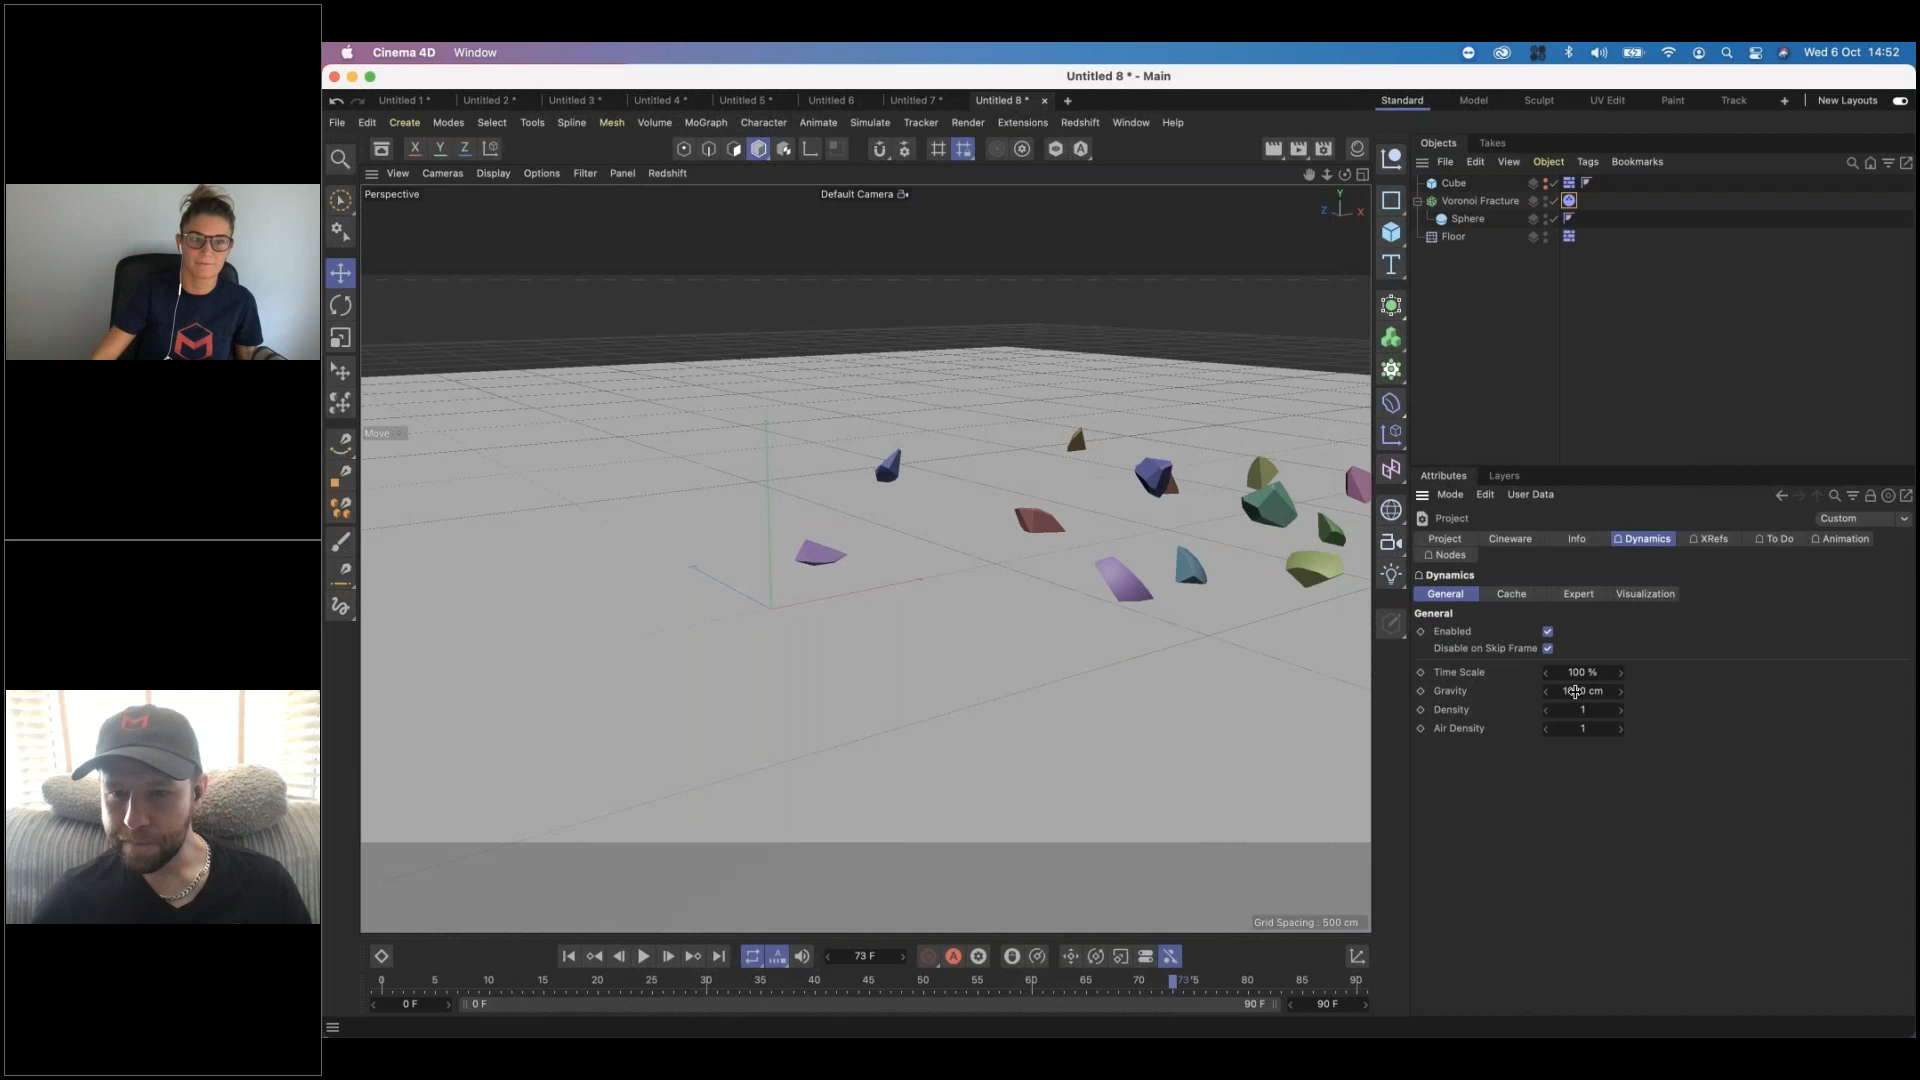 Cinema 4D Window
Wed 6 Oct 14:52
Untitled 8 * - Main
Untitled 1 * Untitled 2 * Untitled 3 * Untitled 4 * Untitled 5 * Untitled 6 Untitled 7 * Untitled 8 * × +
Standard Model Sculpt UV Edit Paint Track + New Layouts
File Edit Create Modes Select Tools Spline Mesh Volume MoGraph Character Animate Simulate Tracker Render Extensions Redshift Window Help
X Y Z
View Cameras Display Options Filter Panel Redshift
Perspective
Default Camera
Y
Z X
Move
Grid Spacing : 500 cm
Objects Takes
File Edit View Object Tags Bookmarks
Cube
Voronoi Fracture
Sphere
Floor
Attributes Layers
Mode Edit User Data
Project
Custom
Project Cineware Info Dynamics XRefs To Do Animation
Nodes
Dynamics
General Cache Expert Visualization
General
Enabled
Disable on Skip Frame
Time Scale 100 %
Gravity cm
Density 1
Air Density 1
73 F
0 5 10 15 20 25 30 35 40 45 50 55 60 65 70 73'5 80 85 90
0 F 0 F 90 F 90 F